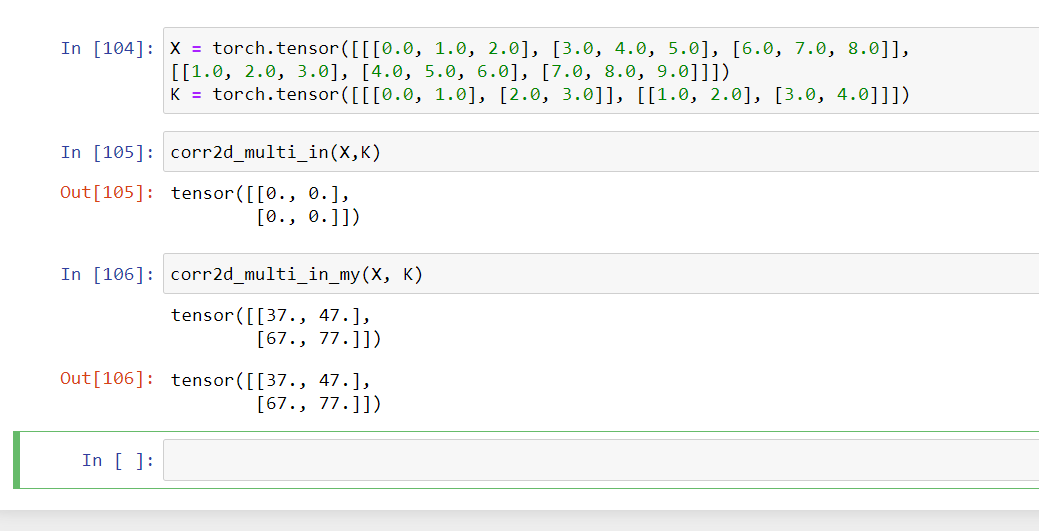 In [104]: X = torch.tensor([[[0.0, 1.0, 2.0], [3.0, 4.0, 5.0], [6.0, 7.0, 8.0]],
[[1.0, 2.0, 3.0], [4.0, 5.0, 6.0], [7.0, 8.0, 9.0]]])
K = torch.tensor([[[0.0, 1.0], [2.0, 3.0]], [[1.0, 2.0], [3.0, 4.0]]])
In [105]: corr2d_multi_in(X,K)
Out[105]: tensor([[0., 0.],
[0., 0.]])
In [106]: corr2d_multi_in_my(X, K)
tensor([[37., 47.],
[67., 77.]])
Out[106]: tensor([[37., 47.],
[67., 77.]])
In [ ]: